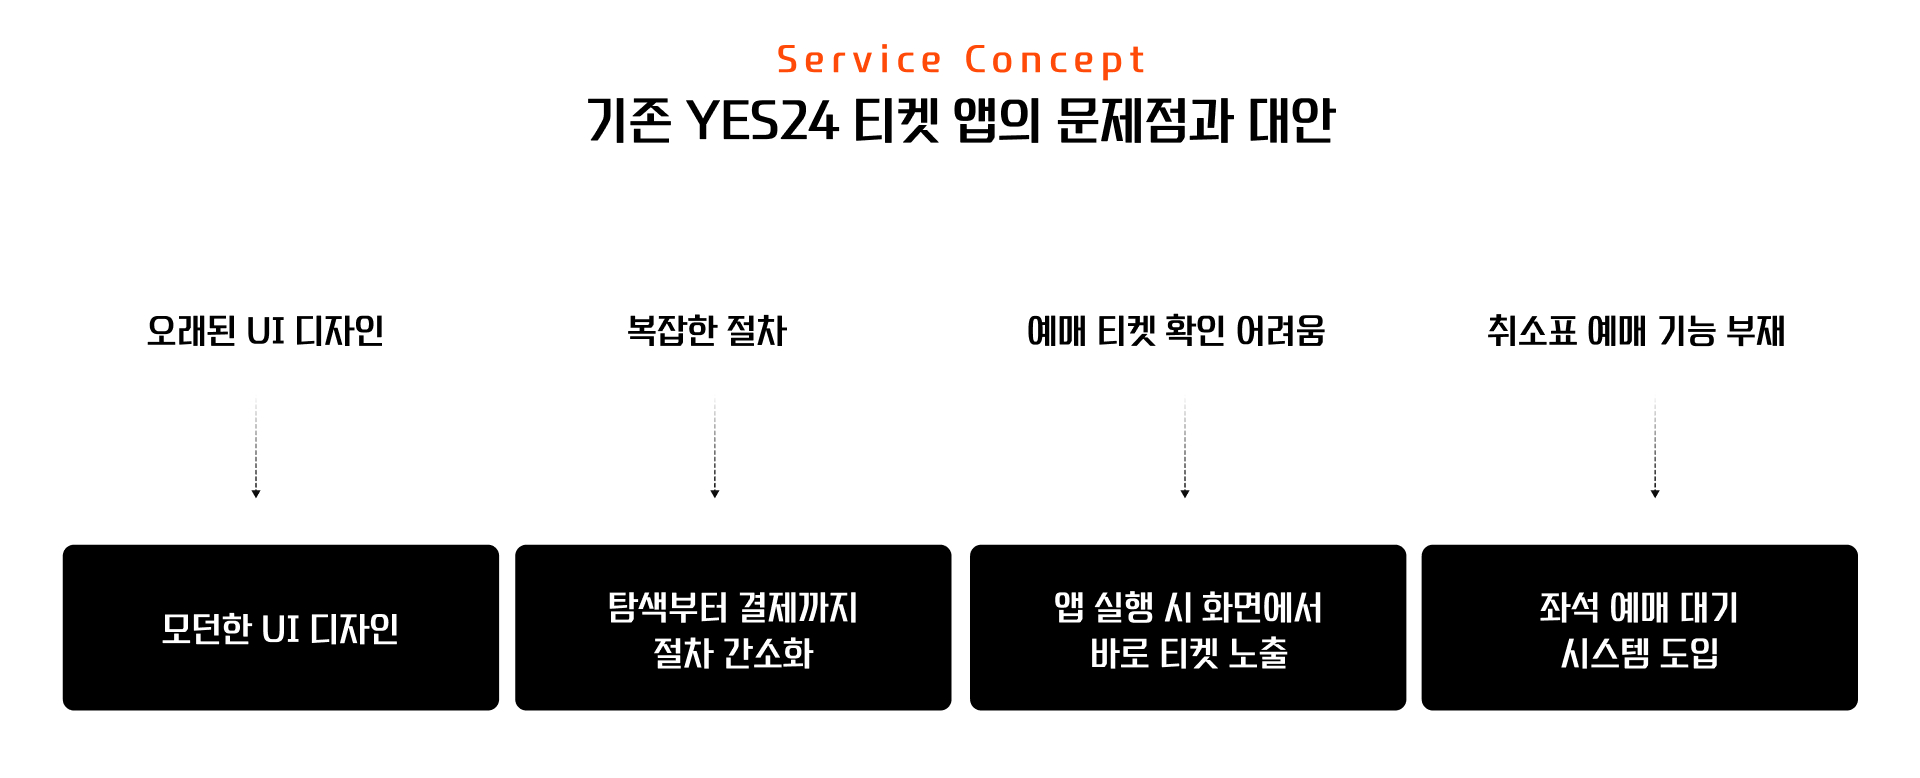 Service Concept
기존 YES24 티켓 앱의 문제점과 대안
오래된 UI 디자인
복잡한 절차
예매 티켓 확인 어려움
취소표 예매 기능 부재
모던한 UI 디자인
탐색부터 결제까지
절차 간소화
앱 실행 시 화면에서
바로 티켓 노출
좌석 예매 대기
시스템 도입